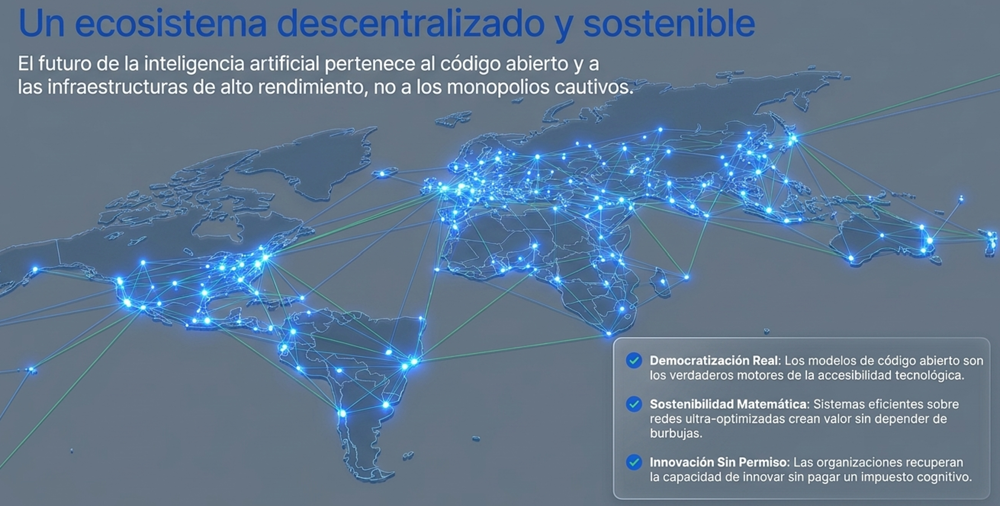 Un ecosistema descentralizado y sostenible
El futuro de la inteligencia artificial pertenece al código abierto y a
las infraestructuras de alto rendimiento, no a los monopolios cautivos.
Democratización Real: Los modelos de código abierto son
los verdaderos motores de la accesibilidad tecnológica.
Sostenibilidad Matemática: Sistemas eficientes sobre
redes ultra-optimizadas crean valor sin depender de
burbujas.
Innovación Sin Permiso: Las organizaciones recuperan
la capacidad de innovar sin pagar un impuesto cognitivo.